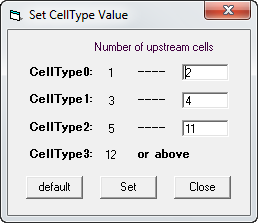 Set CellType Value
Number of upstream cells
CellType0: 1 ---- 2
CellType1: 3 ---- 4
CellType2: 5 ---- 11
CellType3: 12 or above
default Set Close